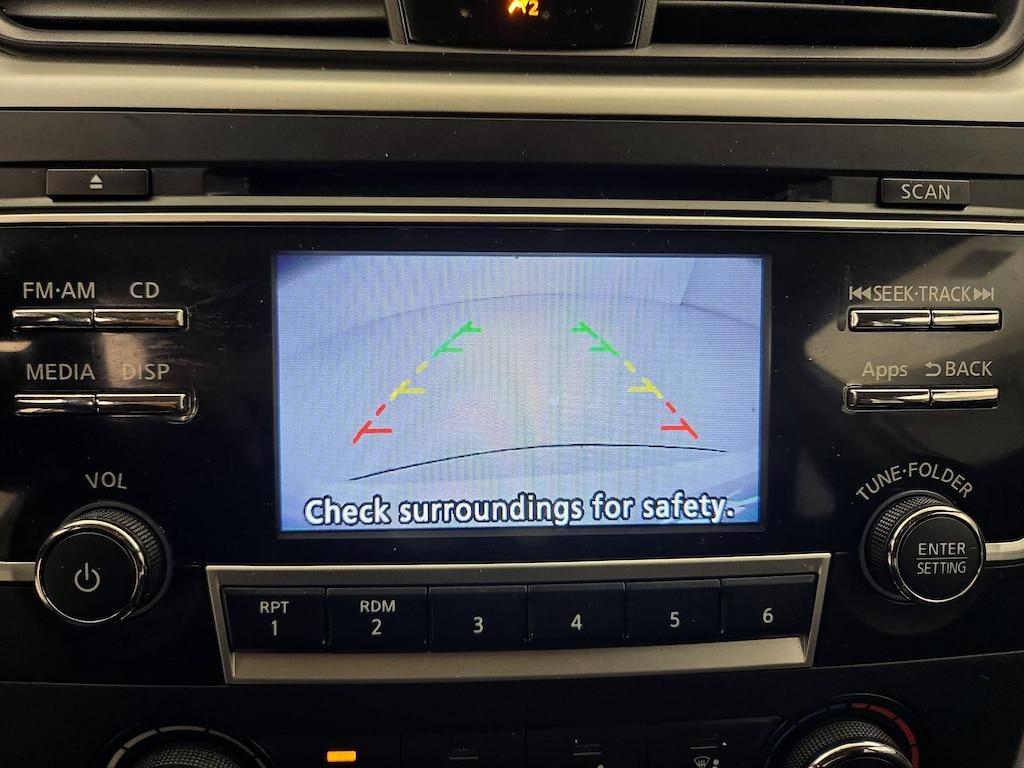 SCAN
FM·AM CD
SEEK·TRACK
MEDIA DISP
Apps BACK
VOL
TUNE·FOLDER
Check surroundings for safety.
ENTER
SETTING
RPT RDM
1 2 3 4 5 6